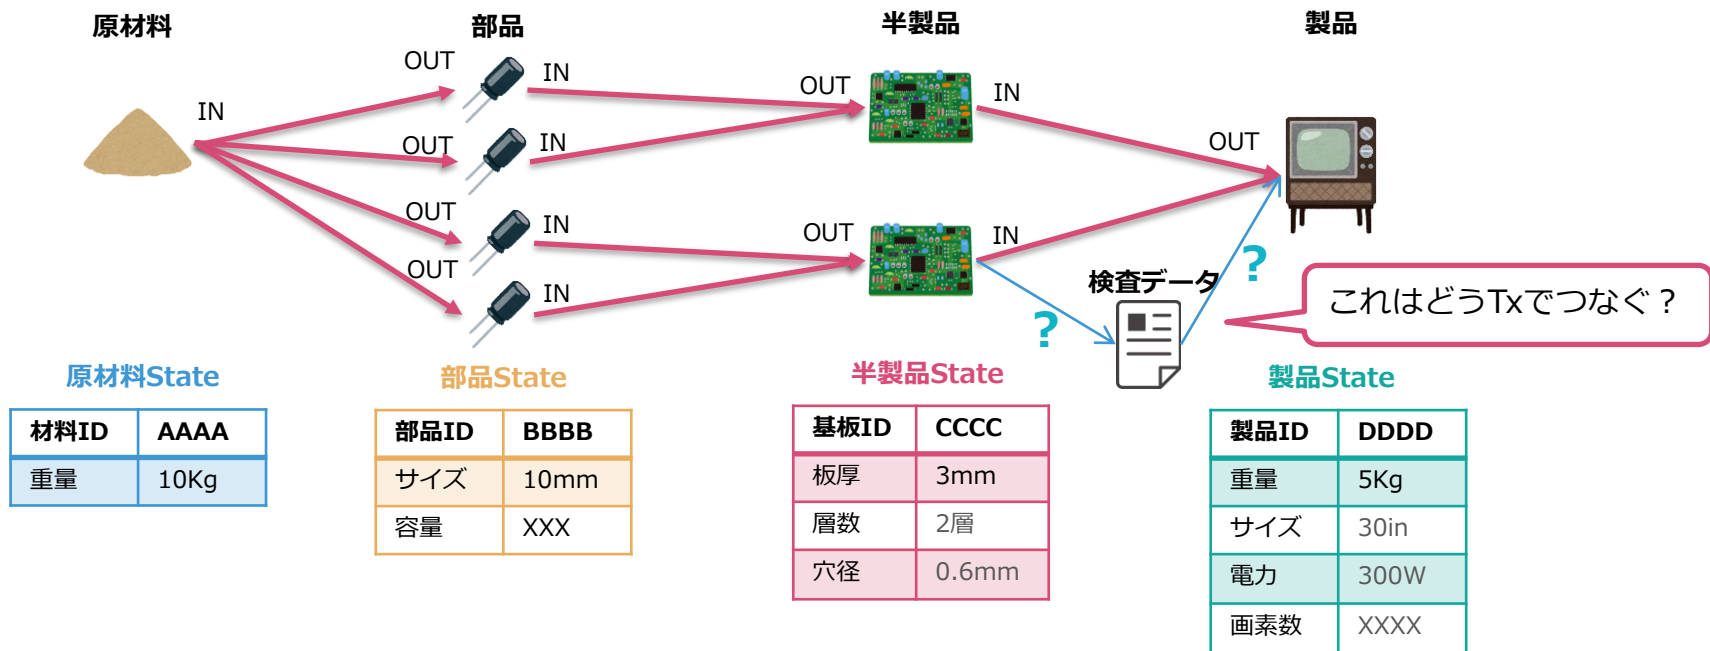 原材料
部品
半製品
製品
IN
OUT
OUT
OUT
OUT
IN
IN
IN
IN
OUT
OUT
IN
IN
OUT
検査データ
?
?
これはどうTxでつなぐ？
原材料State
材料ID AAAA
重量 10Kg
部品State
部品ID BBBB
サイズ 10mm
容量 XXX
半製品State
基板ID CCCC
板厚 3mm
層数 2層
穴径 0.6mm
製品State
製品ID DDDD
重量 5Kg
サイズ 30in
電力 300W
画素数 XXXX